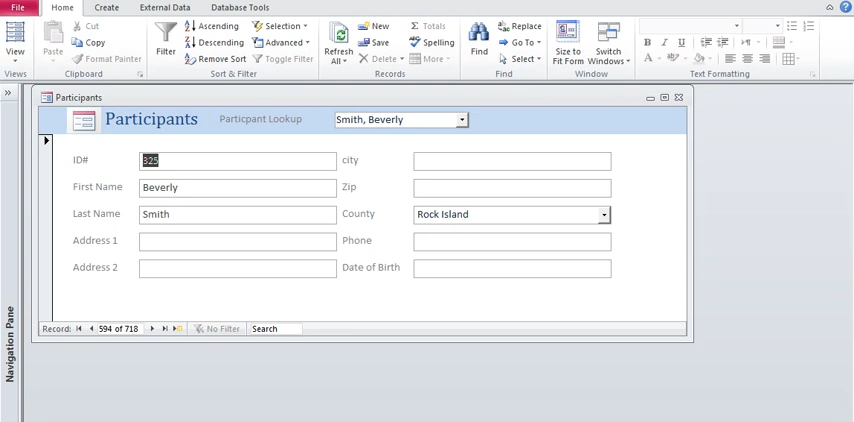 File Home Create External Data Database Tools
View
Views
Paste
Cut
Copy
Format Painter
Clipboard
Filter
Ascending
Descending
Remove Sort
Selection
Advanced
Toggle Filter
Sort & Filter
Refresh
All
New
Save
Delete
Totals
Spelling
More
Records
Find
Replace
Go To
Select
Find
Size to
Fit Form
Switch
Windows
Window
B I U
A
Text Formatting
Participants
Participants Particpant Lookup Smith, Beverly
ID# 325 city
First Name Beverly Zip
Last Name Smith County Rock Island
Address 1 Phone
Address 2 Date of Birth
Record: 594 of 718 No Filter Search
Navigation Pane